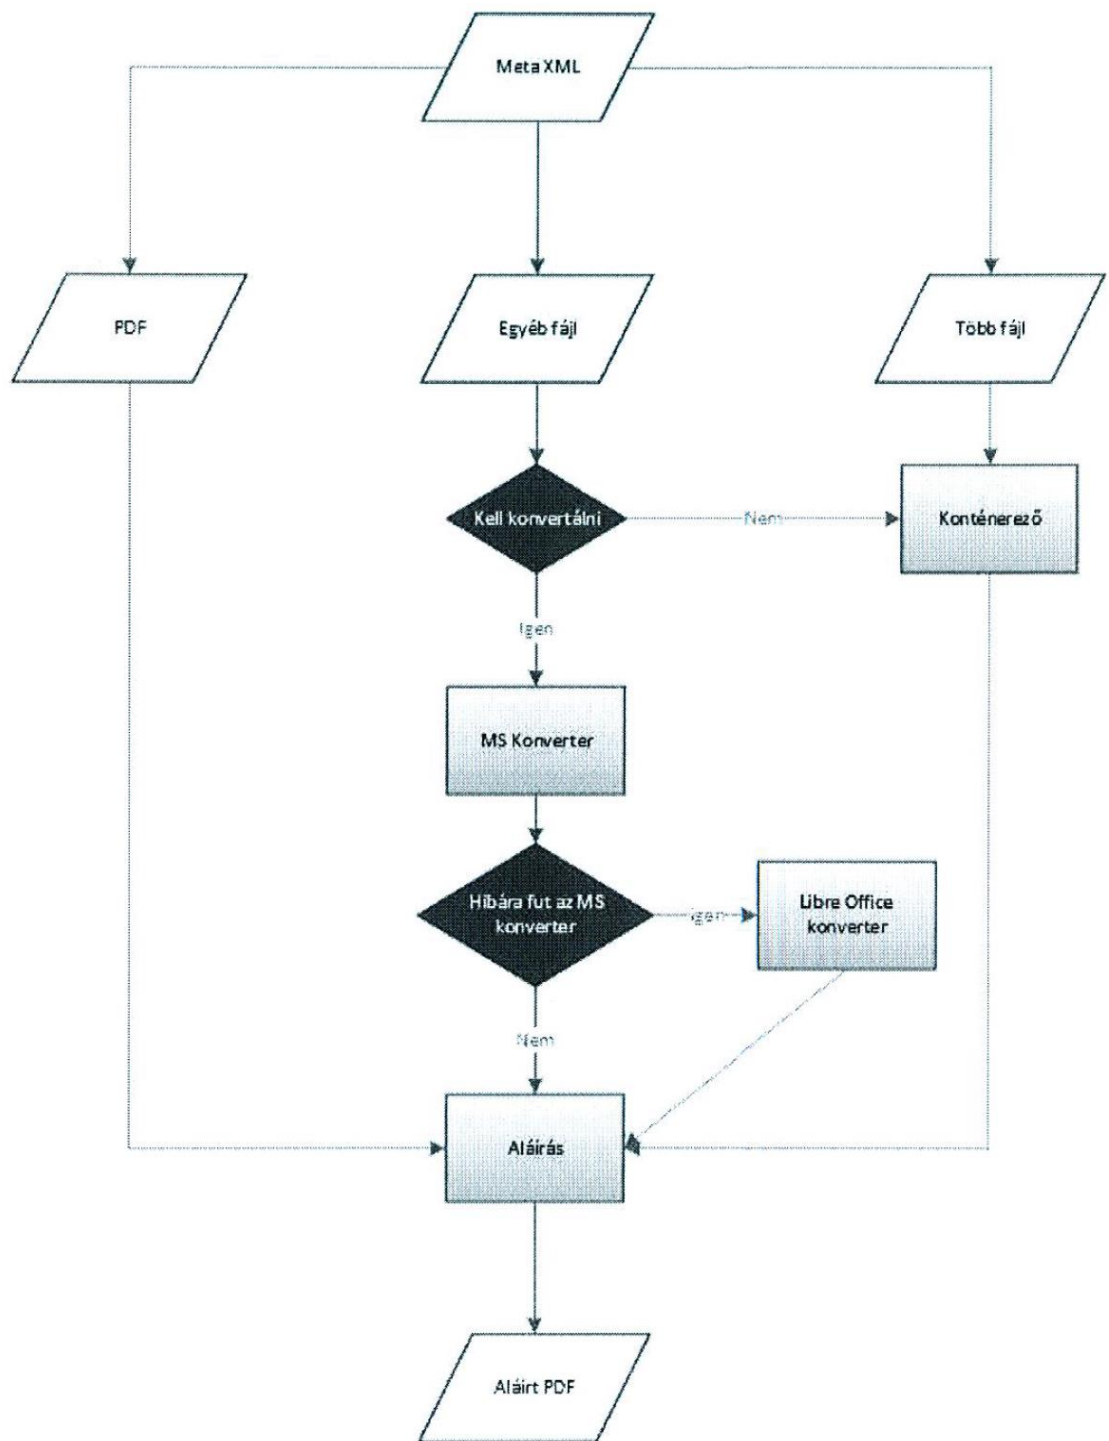 Meta XML
PDF
Egyéb fájl
Több fájl
Kell konvertálni
Nem
Konténerező
Igen
MS Konverter
Hibára fut az MS
konverter
Igen
Libre Office
konverter
Nem
Aláírás
Aláírt PDF